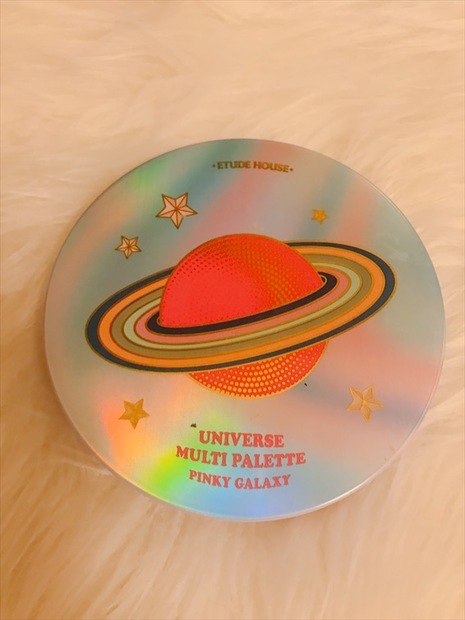 ·ETUDE HOUSE·
UNIVERSE
MULTI PALETTE
PINKY GALAXY